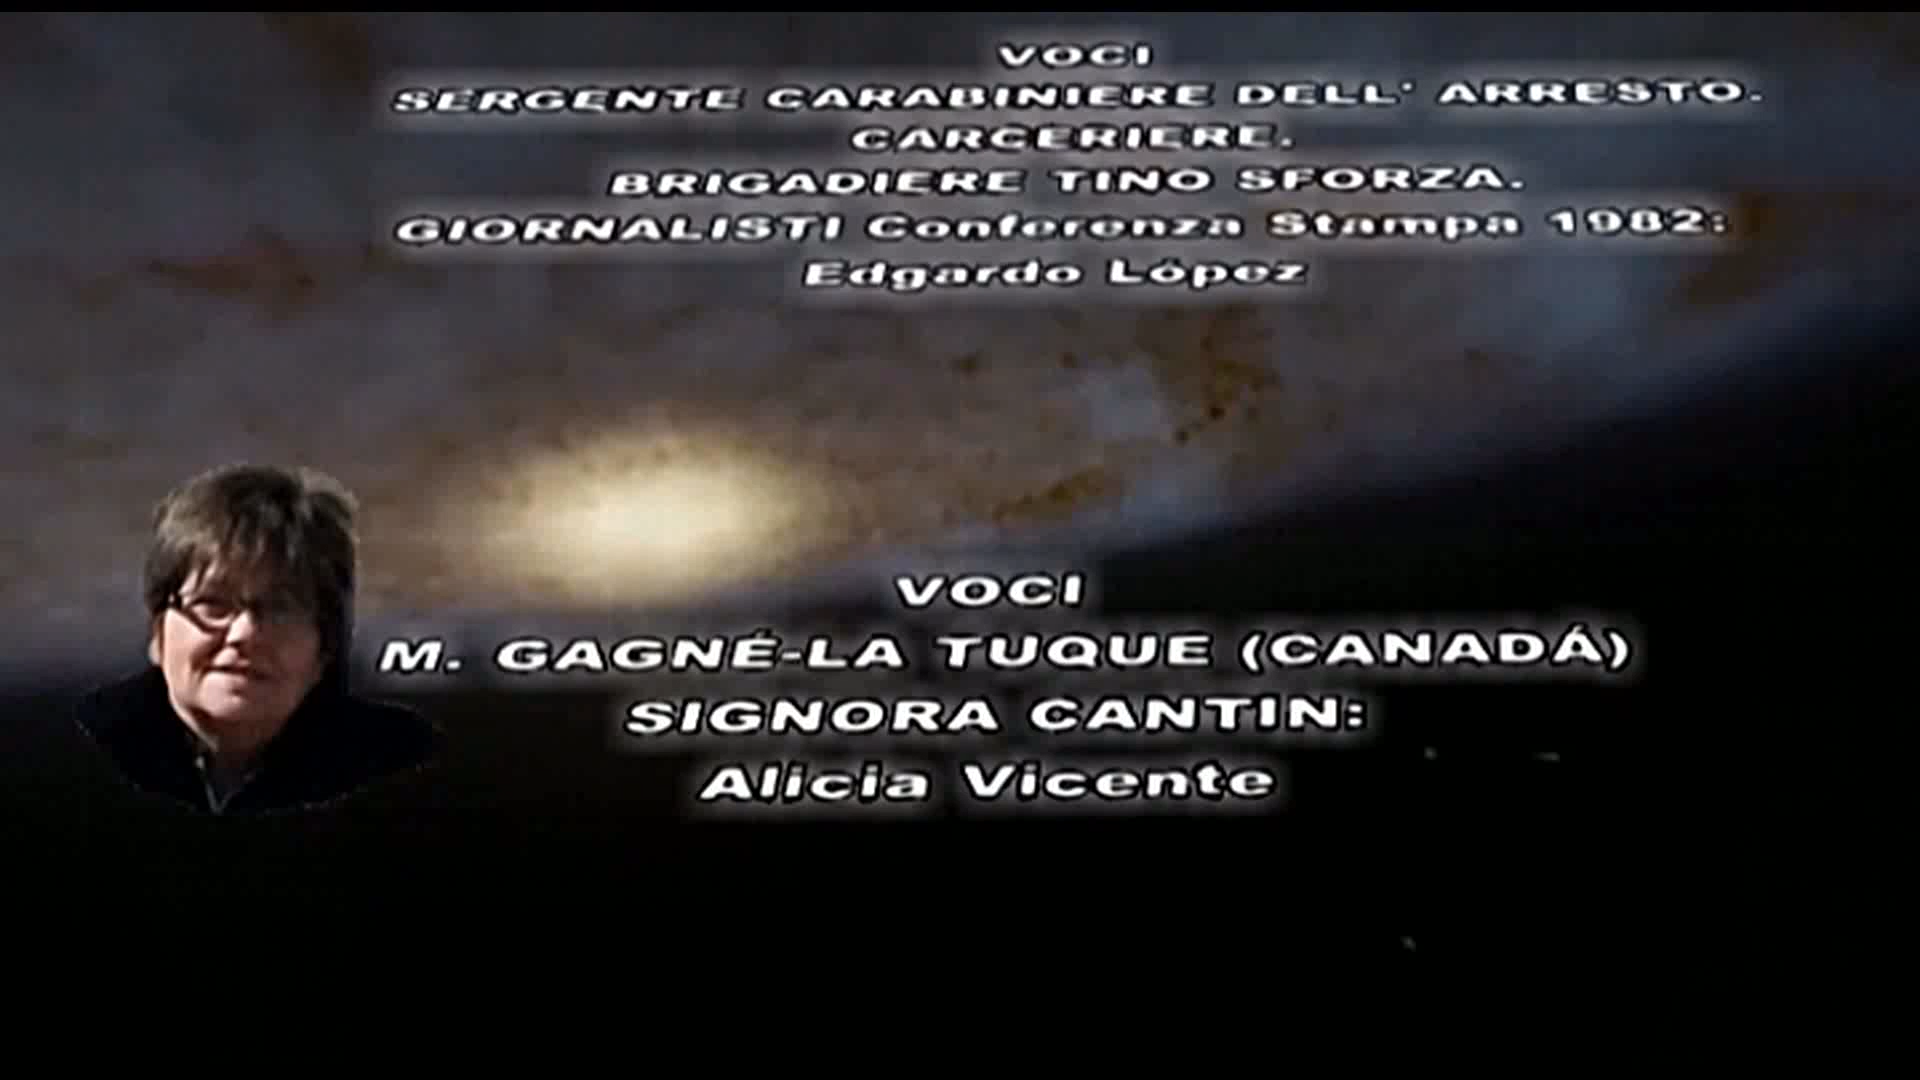 VOCI
SERGENTE CARABINIERE DELL' ARRESTO.
CARCERIERE.
BRIGADIERE TINO SFORZA.
GIORNALISTI Conferenza Stampa 1982:
Edgardo López
VOCI
M. GAGNÉ-LA TUQUE (CANADÁ)
SIGNORA CANTIN:
Alicia Vicente